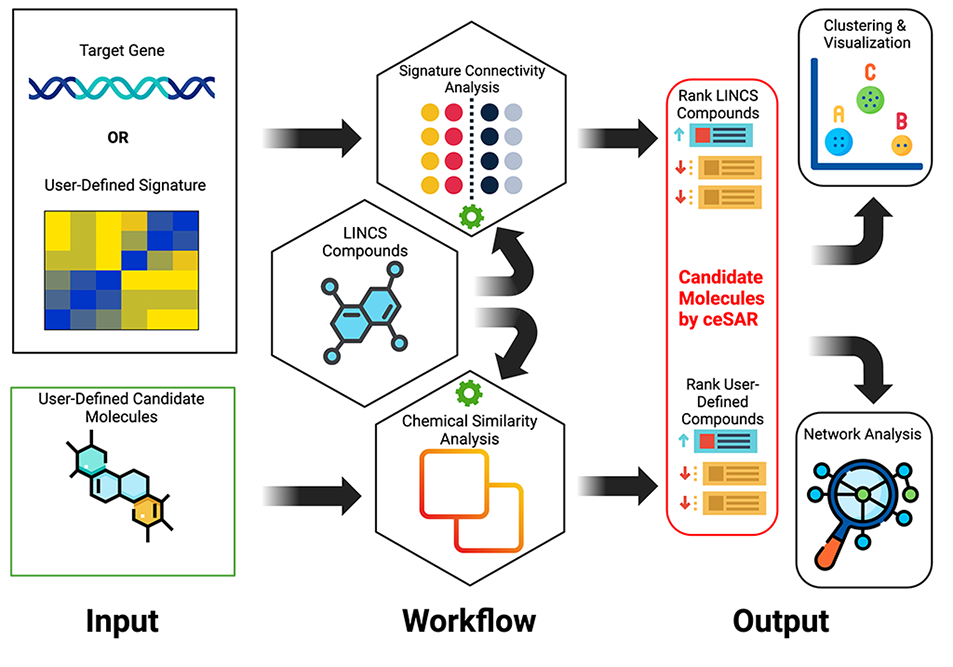 Target Gene
OR
User-Defined Signature
User-Defined Candidate
Molecules
Input
Signature Connectivity
Analysis
LINCS
Compounds
Chemical Similarity
Analysis
Workflow
Rank LINCS
Compounds
Candidate
Molecules
by ceSAR
Rank User-
Defined
Compounds
Clustering &
Visualization
C
A
B
Network Analysis
Output